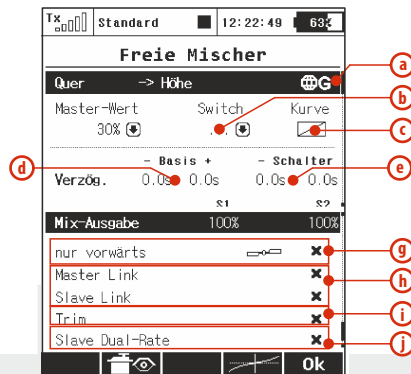 Tx Standard 12:22:49 63%
Freie Mischer
Quer -> Höhe G
Master-Wert Switch Kurve
30% ...
- Basis + - Schalter
Verzög. 0.0s 0.0s 0.0s 0.0s
S1 S2
Mix-Ausgabe 100% 100%
nur vorwärts
Master Link
Slave Link
Trim
Slave Dual-Rate
Ok
a
b
c
d
e
g
h
i
j